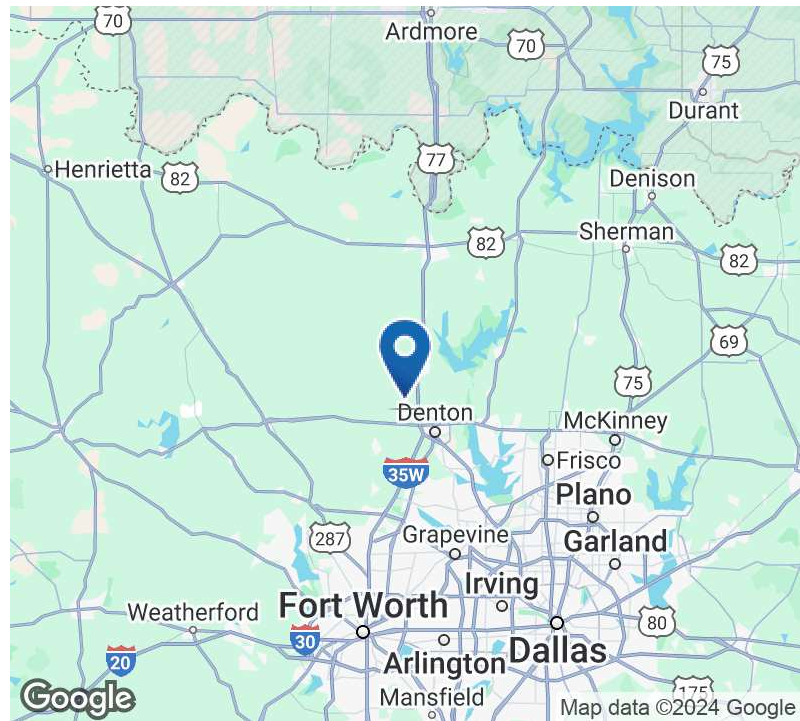 70
Ardmore
70
75
Durant
77
Henrietta
82
Denison
Sherman
82
82
69
75
Denton
McKinney
Frisco
35W
Plano
287
Grapevine
Garland
Irving
Weatherford
Fort Worth
80
30
Dallas
20
Arlington
175
Mansfield
Google
Map data ©2024 Google